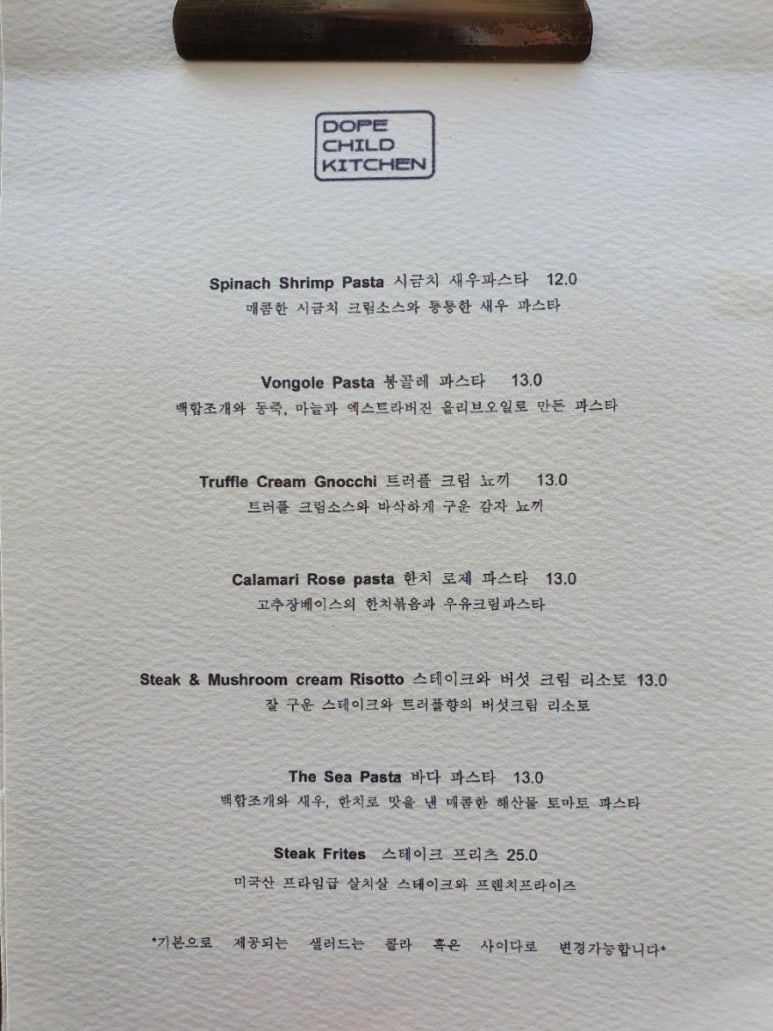 DOPE
CHILD
KITCHEN
Spinach Shrimp Pasta 시금치 새우파스타 12.0
매콤한 시금치 크림소스와 통통한 새우 파스타
Vongole Pasta 봉골레 파스타 13.0
백합조개와 동죽, 마늘과 엑스트라버진 올리브오일로 만든 파스타
Truffle Cream Gnocchi 트러플 크림 뇨끼 13.0
트러플 크림소스와 바삭하게 구운 감자 뇨끼
Calamari Rose pasta 한치 로제 파스타 13.0
고추장베이스의 한치볶음과 우유크림파스타
Steak & Mushroom cream Risotto 스테이크와 버섯 크림 리소토 13.0
잘 구운 스테이크와 트러플향의 버섯크림 리소토
The Sea Pasta 바다 파스타 13.0
백합조개와 새우, 한치로 맛을 낸 매콤한 해산물 토마토 파스타
Steak Frites 스테이크 프리츠 25.0
미국산 프라임급 살치살 스테이크와 프렌치프라이즈
*기본으로 제공되는 샐러드는 콜라 혹은 사이다로 변경가능합니다*